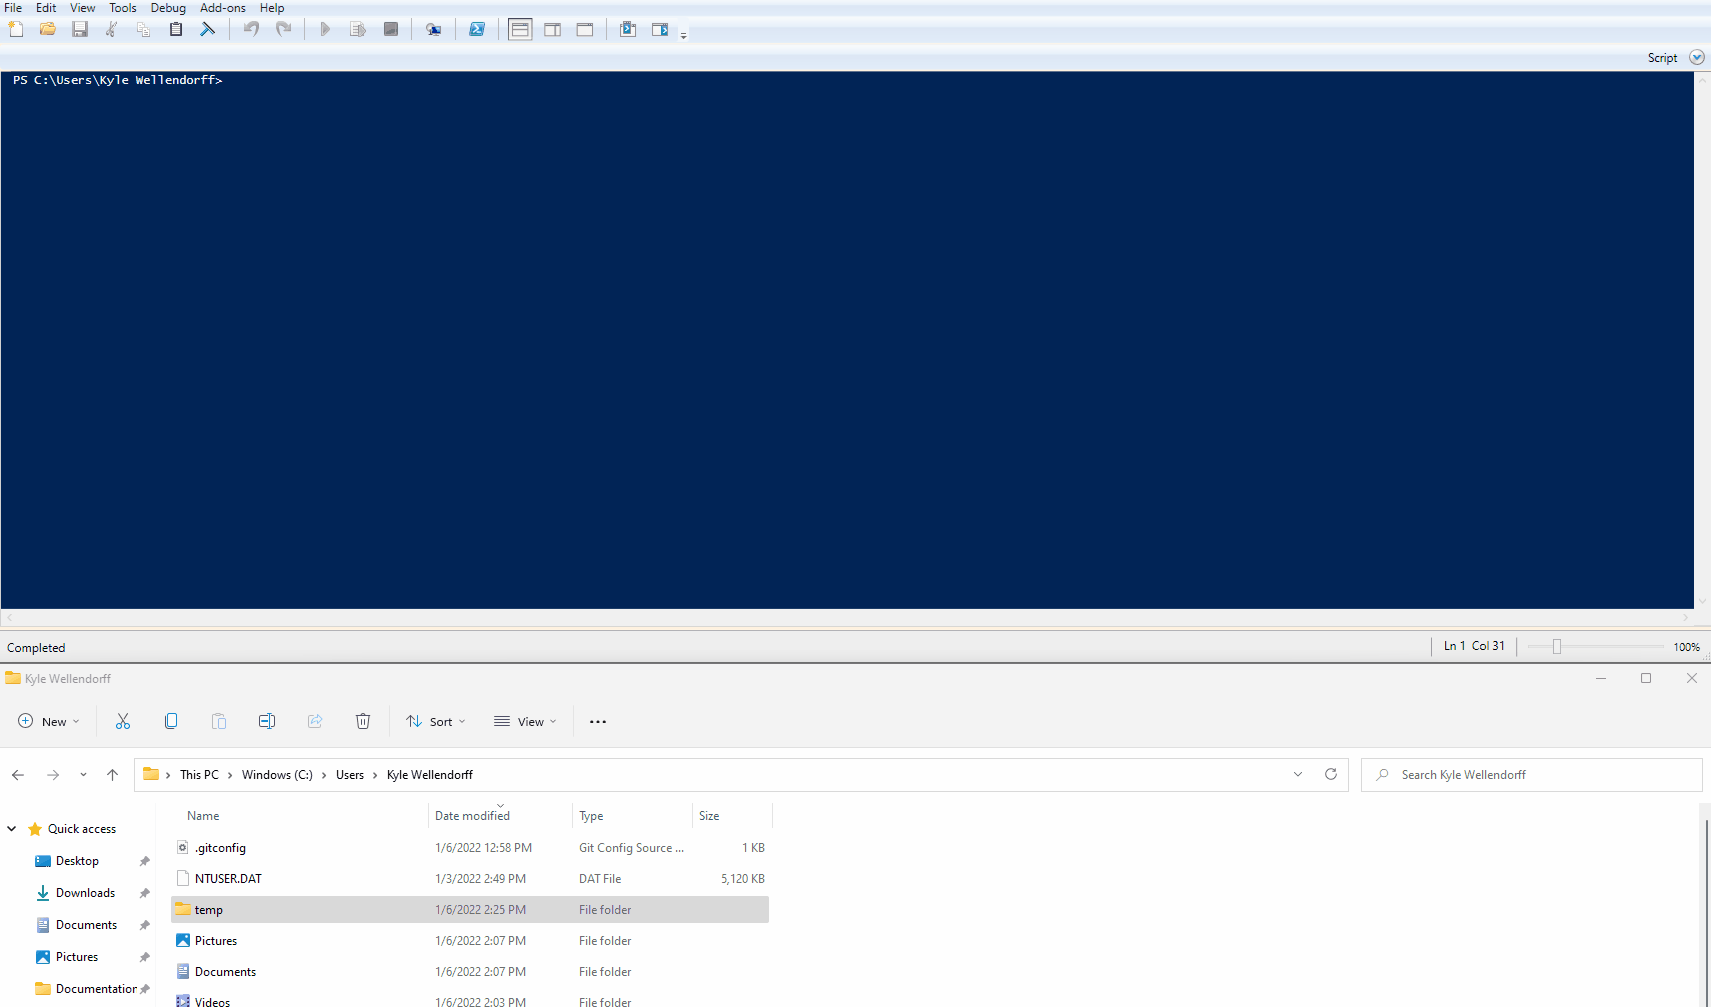 File Edit View Tools Debug Add-ons Help
Script
PS C:\Users\Kyle Wellendorff>
Completed
Ln 1 Col 31
100%
Kyle Wellendorff
New
Sort
View
This PC > Windows (C:) > Users > Kyle Wellendorff
Search Kyle Wellendorff
Name Date modified Type Size
Quick access
Desktop
Downloads
Documents
Pictures
Documentation
.gitconfig 1/6/2022 12:58 PM Git Config Source ... 1 KB
NTUSER.DAT 1/3/2022 2:49 PM DAT File 5,120 KB
temp 1/6/2022 2:25 PM File folder
Pictures 1/6/2022 2:07 PM File folder
Documents 1/6/2022 2:07 PM File folder
Videos 1/6/2022 2:03 PM File folder